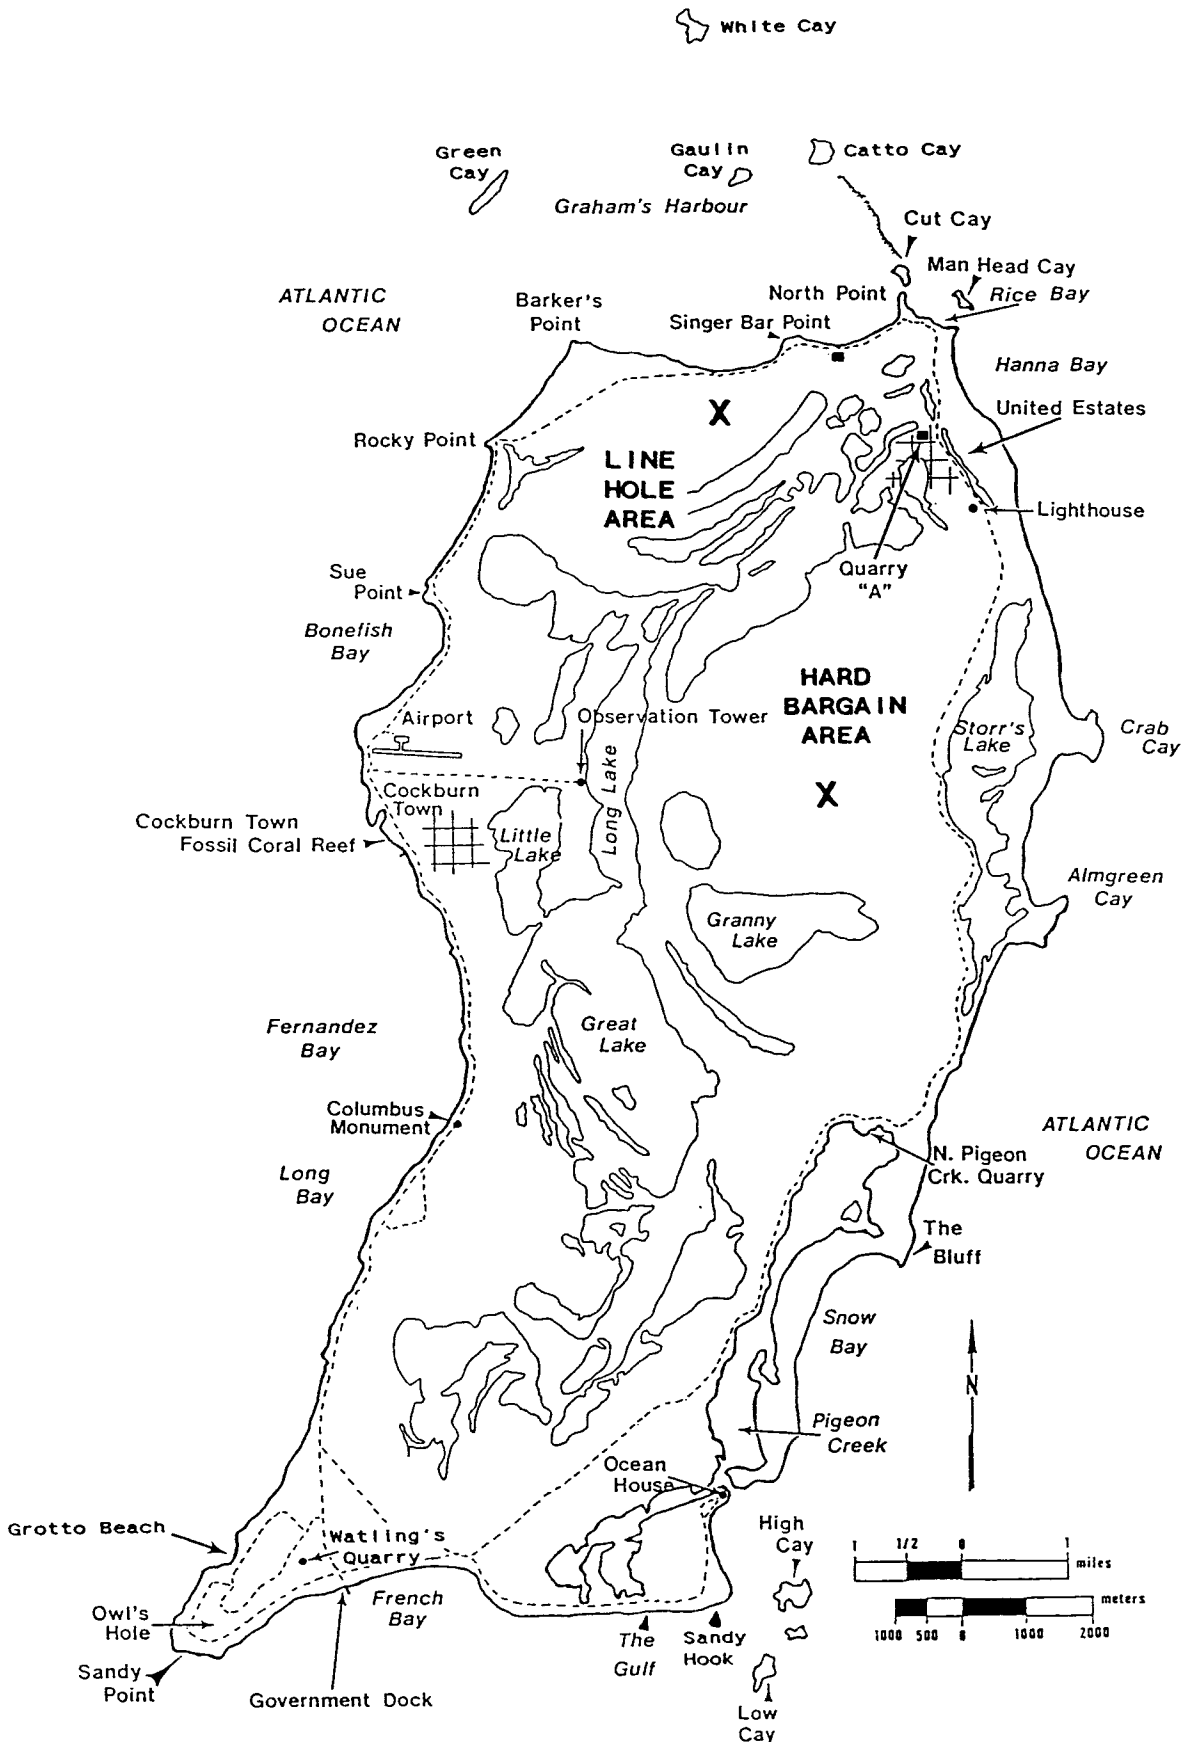 White Cay
Green
Cay
Gaulin
Cay
Catto Cay
Graham's Harbour
Cut Cay
Man Head Cay
Rice Bay
ATLANTIC
OCEAN
Barker's
Point
North Point
Singer Bar Point
Hanna Bay
United Estates
X
Rocky Point
LINE
HOLE
AREA
Lighthouse
Quarry
"A"
Sue
Point
Bonefish
Bay
HARD
BARGAIN
AREA
X
Airport
Observation Tower
Storr's
Lake
Crab
Cay
Long Lake
Cockburn
Town
Cockburn Town
Fossil Coral Reef
Little
Lake
Almgreen
Cay
Granny
Lake
Fernandez
Bay
Great
Lake
Columbus
Monument
ATLANTIC
OCEAN
N. Pigeon
Crk. Quarry
Long
Bay
The
Bluff
Snow
Bay
N
Pigeon
Creek
Ocean
House
Grotto Beach
Watling's
Quarry
High
Cay
1 1/2 0 1
miles
meters
1000 500 0 1000 2000
French
Bay
Owl's
Hole
The
Gulf
Sandy
Hook
Sandy
Point
Government Dock
Low
Cay